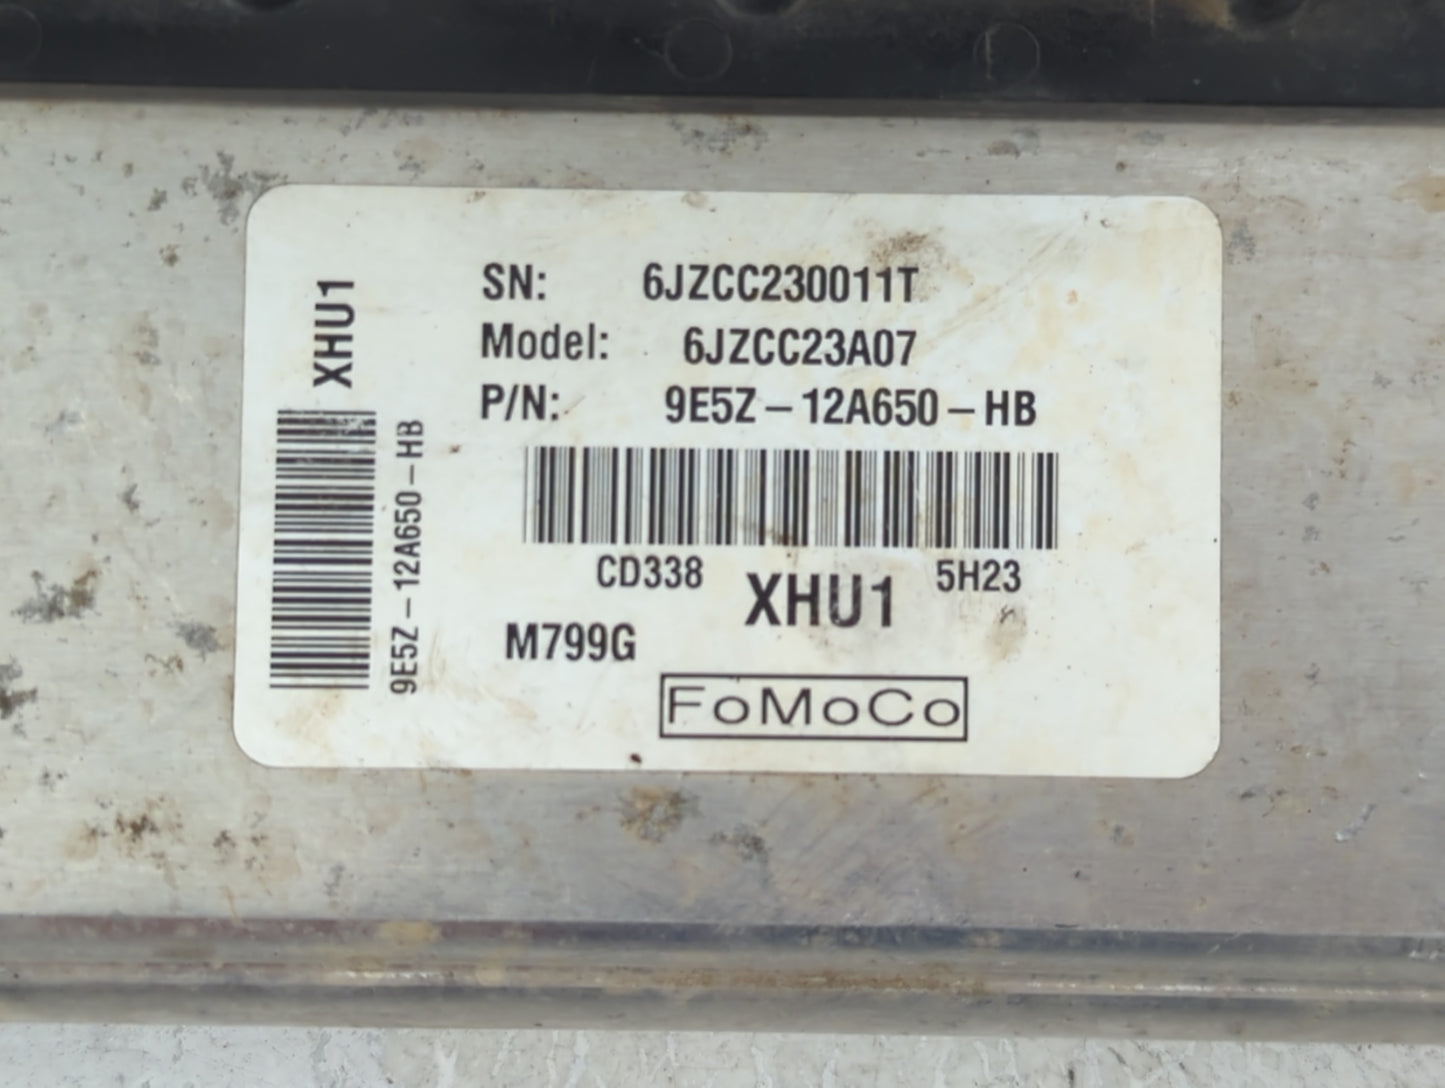 XHU1
9E5Z-12A650-HB
SN: 6JZCC230011T
Model: 6JZCC23A07
P/N: 9E5Z-12A650-HB
CD338 XHU1 5H23
M799G
FoMoCo